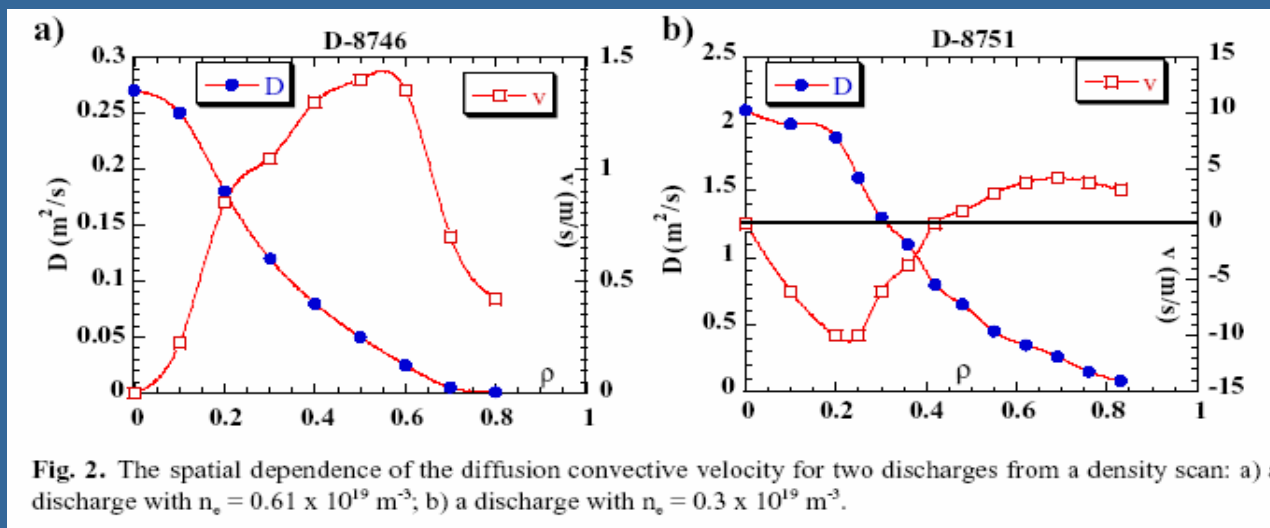 a)
D-8746
D
v
0.3
0.25
0.2
0.15
0.1
0.05
0
D (m²/s)
1.5
1
0.5
0
v (m/s)
ρ
0
0.2
0.4
0.6
0.8
1
b)
D-8751
D
v
2.5
2
1.5
1
0.5
0
D(m²/s)
15
10
5
0
-5
-10
-15
v (m/s)
ρ
0
0.2
0.4
0.6
0.8
1
Fig. 2. The spatial dependence of the diffusion convective velocity for two discharges from a density scan: a) a
discharge with nₑ = 0.61 x 10¹⁹ m⁻³; b) a discharge with nₑ = 0.3 x 10¹⁹ m⁻³.